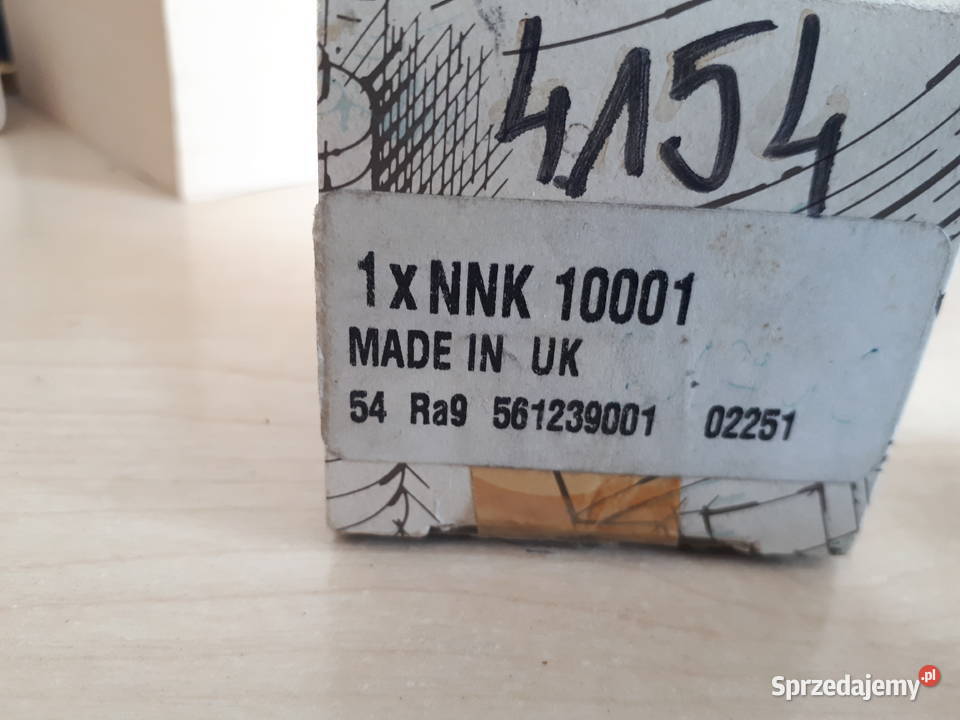 4154
1 x NNK 10001
MADE IN UK
54 Ra9 561239001 02251
Sprzedajemy.pl